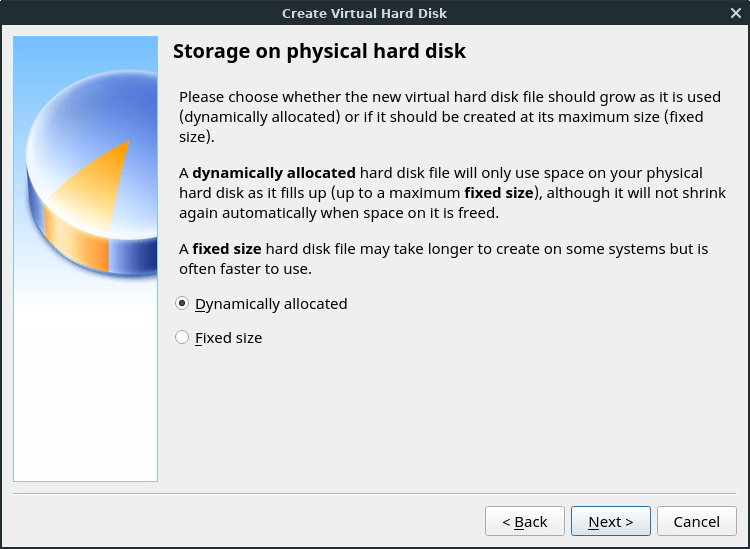 Create Virtual Hard Disk
Storage on physical hard disk
Please choose whether the new virtual hard disk file should grow as it is used
(dynamically allocated) or if it should be created at its maximum size (fixed
size).
A dynamically allocated hard disk file will only use space on your physical
hard disk as it fills up (up to a maximum fixed size), although it will not shrink
again automatically when space on it is freed.
A fixed size hard disk file may take longer to create on some systems but is
often faster to use.
Dynamically allocated
Fixed size
< Back
Next >
Cancel